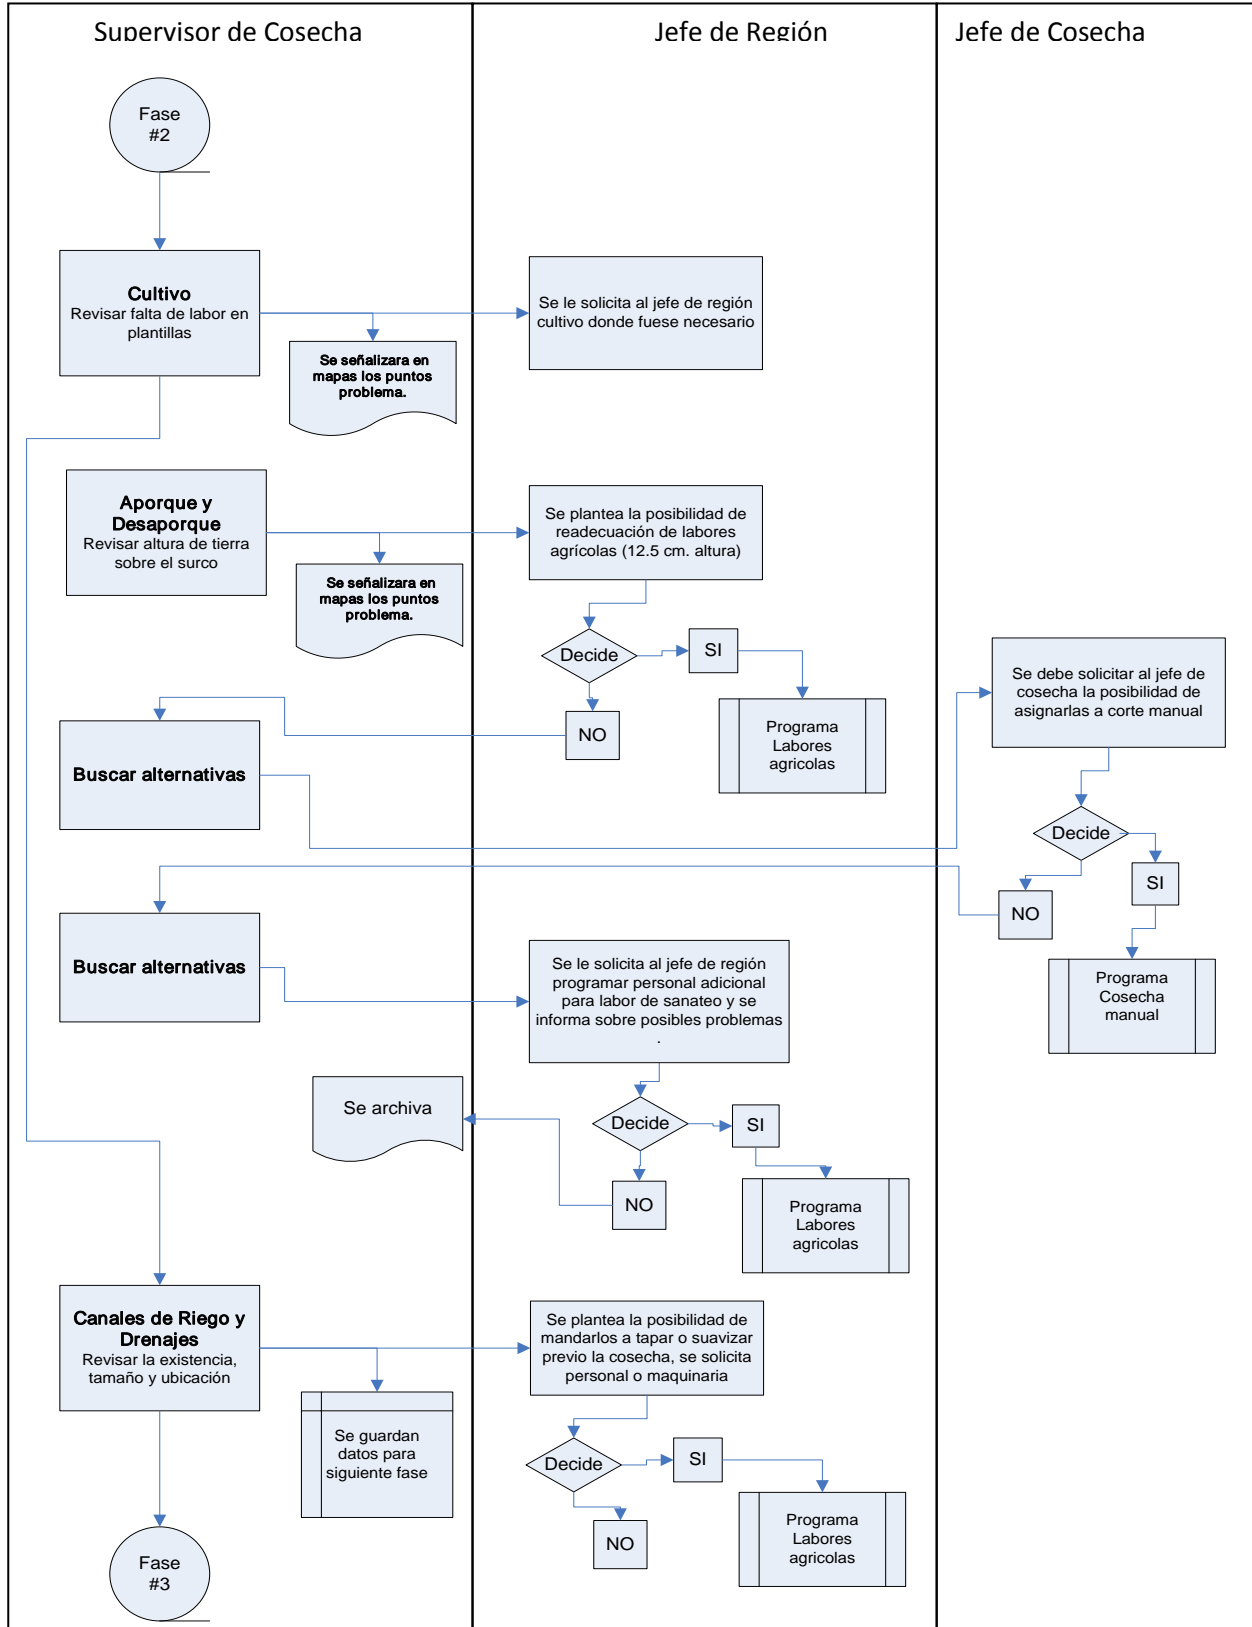 Supervisor de Cosecha
Jefe de Región
Jefe de Cosecha
Fase
#2
Cultivo
Revisar falta de labor en
plantillas
Se señalizara en
mapas los puntos
problema.
Se le solicita al jefe de región
cultivo donde fuese necesario
Aporque y
Desaporque
Revisar altura de tierra
sobre el surco
Se señalizara en
mapas los puntos
problema.
Se plantea la posibilidad de
readecuación de labores
agrícolas (12.5 cm. altura)
Decide
SI
NO
Programa
Labores
agricolas
Buscar alternativas
Se debe solicitar al jefe de
cosecha la posibilidad de
asignarlas a corte manual
Decide
SI
NO
Programa
Cosecha
manual
Buscar alternativas
Se le solicita al jefe de región
programar personal adicional
para labor de sanateo y se
informa sobre posibles problemas
.
Se archiva
Decide
SI
NO
Programa
Labores
agricolas
Canales de Riego y
Drenajes
Revisar la existencia,
tamaño y ubicación
Se guardan
datos para
siguiente fase
Se plantea la posibilidad de
mandarlos a tapar o suavizar
previo la cosecha, se solicita
personal o maquinaria
Decide
SI
NO
Programa
Labores
agricolas
Fase
#3